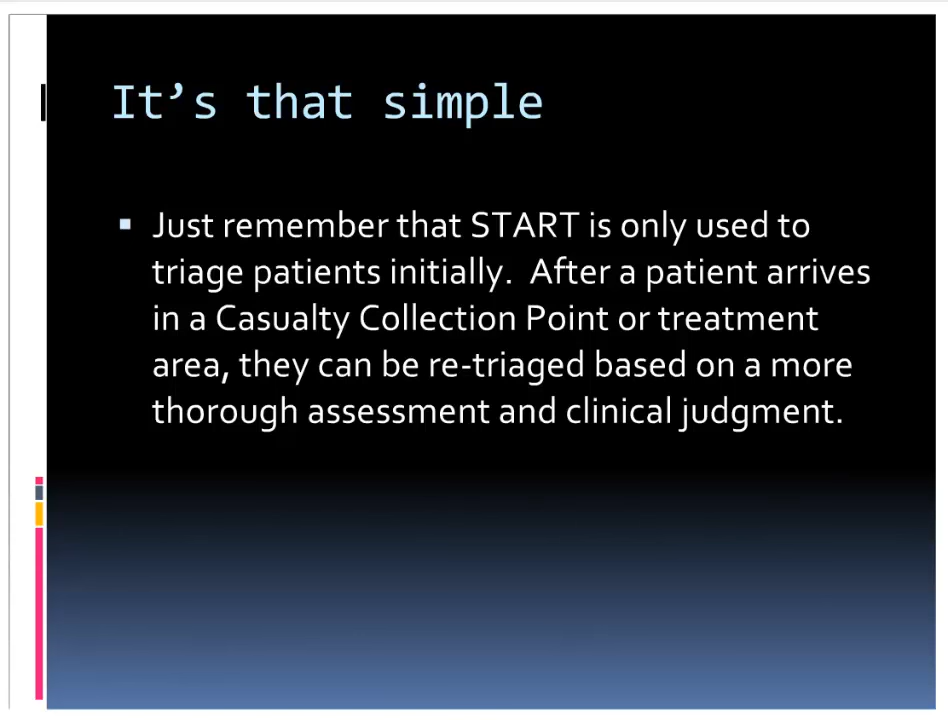 It’s that simple
Just remember that START is only used to
triage patients initially.  After a patient arrives
in a Casualty Collection Point or treatment
area, they can be re-triaged based on a more
thorough assessment and clinical judgment.